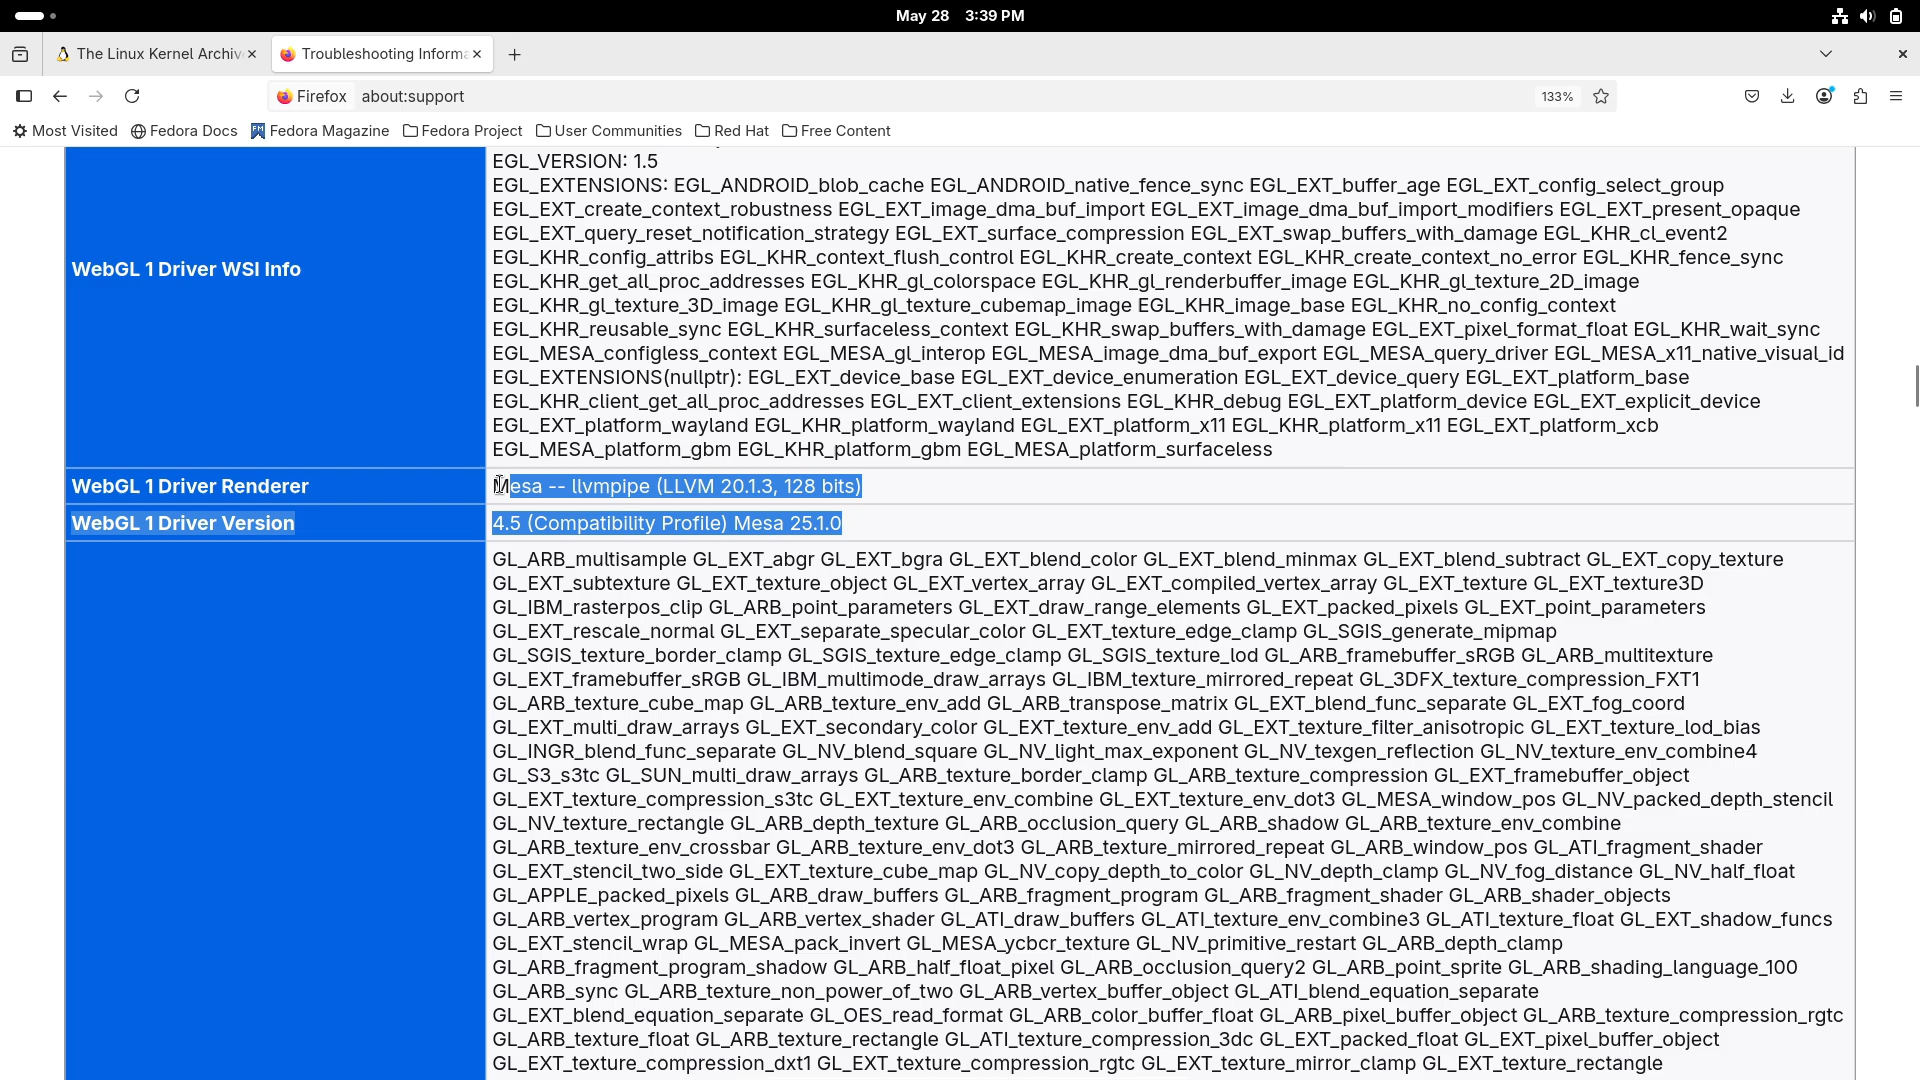 May 28 3:39 PM
The Linux Kernel Archiv
Troubleshooting Informa
Firefox about:support 133%
Most Visited Fedora Docs Fedora Magazine Fedora Project User Communities Red Hat Free Content
EGL_VERSION: 1.5
EGL_EXTENSIONS: EGL_ANDROID_blob_cache EGL_ANDROID_native_fence_sync EGL_EXT_buffer_age EGL_EXT_config_select_group
EGL_EXT_create_context_robustness EGL_EXT_image_dma_buf_import EGL_EXT_image_dma_buf_import_modifiers EGL_EXT_present_opaque
EGL_EXT_query_reset_notification_strategy EGL_EXT_surface_compression EGL_EXT_swap_buffers_with_damage EGL_KHR_cl_event2
WebGL 1 Driver WSI Info
EGL_KHR_config_attribs EGL_KHR_context_flush_control EGL_KHR_create_context EGL_KHR_create_context_no_error EGL_KHR_fence_sync
EGL_KHR_get_all_proc_addresses EGL_KHR_gl_colorspace EGL_KHR_gl_renderbuffer_image EGL_KHR_gl_texture_2D_image
EGL_KHR_gl_texture_3D_image EGL_KHR_gl_texture_cubemap_image EGL_KHR_image_base EGL_KHR_no_config_context
EGL_KHR_reusable_sync EGL_KHR_surfaceless_context EGL_KHR_swap_buffers_with_damage EGL_EXT_pixel_format_float EGL_KHR_wait_sync
EGL_MESA_configless_context EGL_MESA_gl_interop EGL_MESA_image_dma_buf_export EGL_MESA_query_driver EGL_MESA_x11_native_visual_id
EGL_EXTENSIONS(nullptr): EGL_EXT_device_base EGL_EXT_device_enumeration EGL_EXT_device_query EGL_EXT_platform_base
EGL_KHR_client_get_all_proc_addresses EGL_EXT_client_extensions EGL_KHR_debug EGL_EXT_platform_device EGL_EXT_explicit_device
EGL_EXT_platform_wayland EGL_KHR_platform_wayland EGL_EXT_platform_x11 EGL_KHR_platform_x11 EGL_EXT_platform_xcb
EGL_MESA_platform_gbm EGL_KHR_platform_gbm EGL_MESA_platform_surfaceless
WebGL 1 Driver Renderer Mesa -- llvmpipe (LLVM 20.1.3, 128 bits)
WebGL 1 Driver Version 4.5 (Compatibility Profile) Mesa 25.1.0
GL_ARB_multisample GL_EXT_abgr GL_EXT_bgra GL_EXT_blend_color GL_EXT_blend_minmax GL_EXT_blend_subtract GL_EXT_copy_texture
GL_EXT_subtexture GL_EXT_texture_object GL_EXT_vertex_array GL_EXT_compiled_vertex_array GL_EXT_texture GL_EXT_texture3D
GL_IBM_rasterpos_clip GL_ARB_point_parameters GL_EXT_draw_range_elements GL_EXT_packed_pixels GL_EXT_point_parameters
GL_EXT_rescale_normal GL_EXT_separate_specular_color GL_EXT_texture_edge_clamp GL_SGIS_generate_mipmap
GL_SGIS_texture_border_clamp GL_SGIS_texture_edge_clamp GL_SGIS_texture_lod GL_ARB_framebuffer_sRGB GL_ARB_multitexture
GL_EXT_framebuffer_sRGB GL_IBM_multimode_draw_arrays GL_IBM_texture_mirrored_repeat GL_3DFX_texture_compression_FXT1
GL_ARB_texture_cube_map GL_ARB_texture_env_add GL_ARB_transpose_matrix GL_EXT_blend_func_separate GL_EXT_fog_coord
GL_EXT_multi_draw_arrays GL_EXT_secondary_color GL_EXT_texture_env_add GL_EXT_texture_filter_anisotropic GL_EXT_texture_lod_bias
GL_INGR_blend_func_separate GL_NV_blend_square GL_NV_light_max_exponent GL_NV_texgen_reflection GL_NV_texture_env_combine4
GL_S3_s3tc GL_SUN_multi_draw_arrays GL_ARB_texture_border_clamp GL_ARB_texture_compression GL_EXT_framebuffer_object
GL_EXT_texture_compression_s3tc GL_EXT_texture_env_combine GL_EXT_texture_env_dot3 GL_MESA_window_pos GL_NV_packed_depth_stencil
GL_NV_texture_rectangle GL_ARB_depth_texture GL_ARB_occlusion_query GL_ARB_shadow GL_ARB_texture_env_combine
GL_ARB_texture_env_crossbar GL_ARB_texture_env_dot3 GL_ARB_texture_mirrored_repeat GL_ARB_window_pos GL_ATI_fragment_shader
GL_EXT_stencil_two_side GL_EXT_texture_cube_map GL_NV_copy_depth_to_color GL_NV_depth_clamp GL_NV_fog_distance GL_NV_half_float
GL_APPLE_packed_pixels GL_ARB_draw_buffers GL_ARB_fragment_program GL_ARB_fragment_shader GL_ARB_shader_objects
GL_ARB_vertex_program GL_ARB_vertex_shader GL_ATI_draw_buffers GL_ATI_texture_env_combine3 GL_ATI_texture_float GL_EXT_shadow_funcs
GL_EXT_stencil_wrap GL_MESA_pack_invert GL_MESA_ycbcr_texture GL_NV_primitive_restart GL_ARB_depth_clamp
GL_ARB_fragment_program_shadow GL_ARB_half_float_pixel GL_ARB_occlusion_query2 GL_ARB_point_sprite GL_ARB_shading_language_100
GL_ARB_sync GL_ARB_texture_non_power_of_two GL_ARB_vertex_buffer_object GL_ATI_blend_equation_separate
GL_EXT_blend_equation_separate GL_OES_read_format GL_ARB_color_buffer_float GL_ARB_pixel_buffer_object GL_ARB_texture_compression_rgtc
GL_ARB_texture_float GL_ARB_texture_rectangle GL_ATI_texture_compression_3dc GL_EXT_packed_float GL_EXT_pixel_buffer_object
GL_EXT_texture_compression_dxt1 GL_EXT_texture_compression_rgtc GL_EXT_texture_mirror_clamp GL_EXT_texture_rectangle